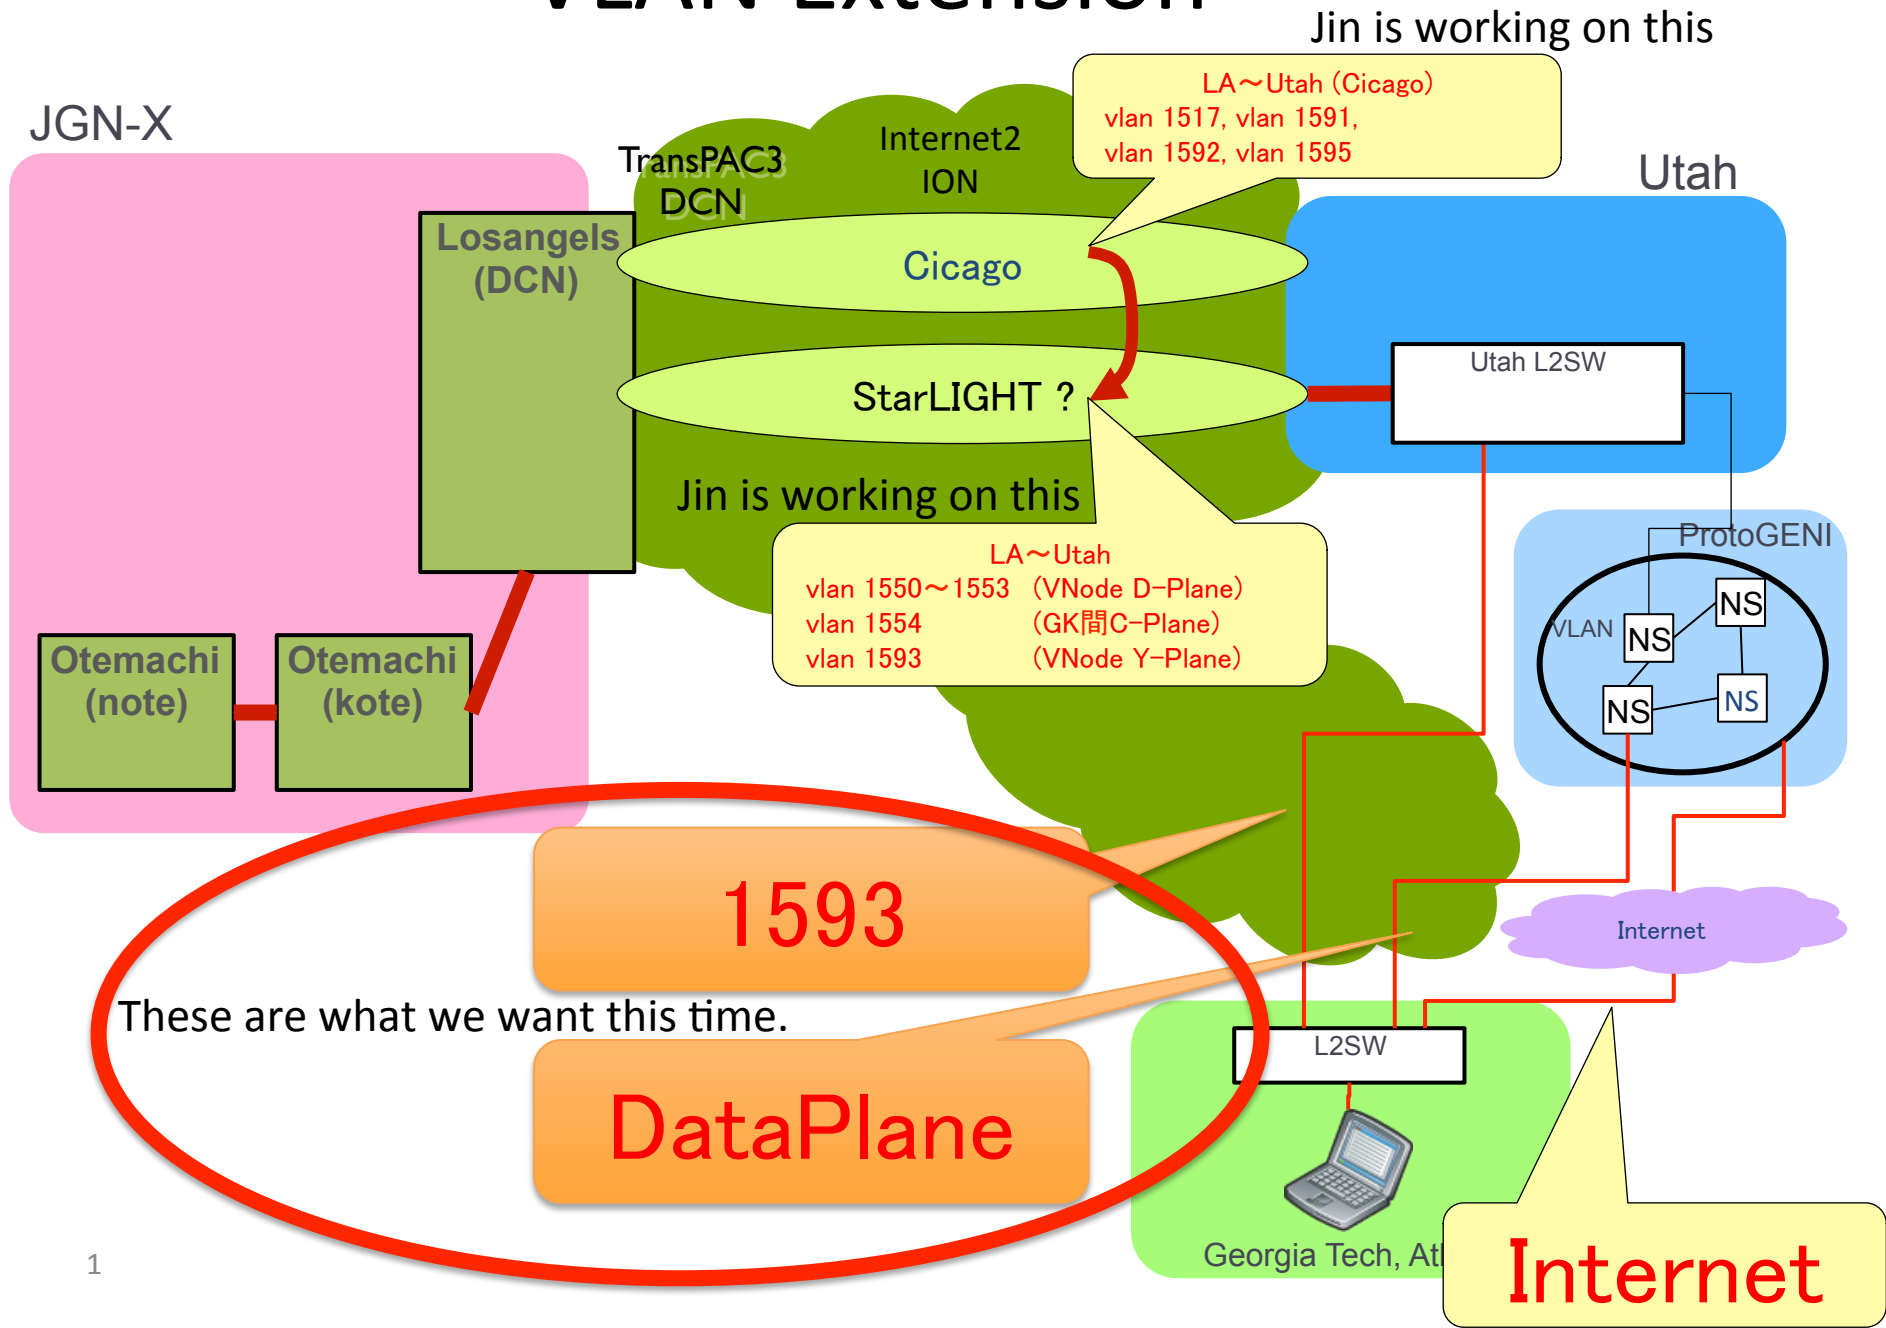 VLAN Extension
Jin is working on this
LA～Utah (Cicago)
vlan 1517, vlan 1591,
vlan 1592, vlan 1595
JGN-X
TransPAC3
DCN
Internet2
ION
Utah
Losangels
(DCN)
Cicago
Utah L2SW
StarLIGHT ?
Jin is working on this
LA～Utah
vlan 1550～1553 (VNode D-Plane)
vlan 1554 (GK間C-Plane)
vlan 1593 (VNode Y-Plane)
ProtoGENI
VLAN
NS
NS
NS
NS
Otemachi
(note)
Otemachi
(kote)
1593
Internet
These are what we want this time.
L2SW
DataPlane
Georgia Tech, Atl
Internet
1